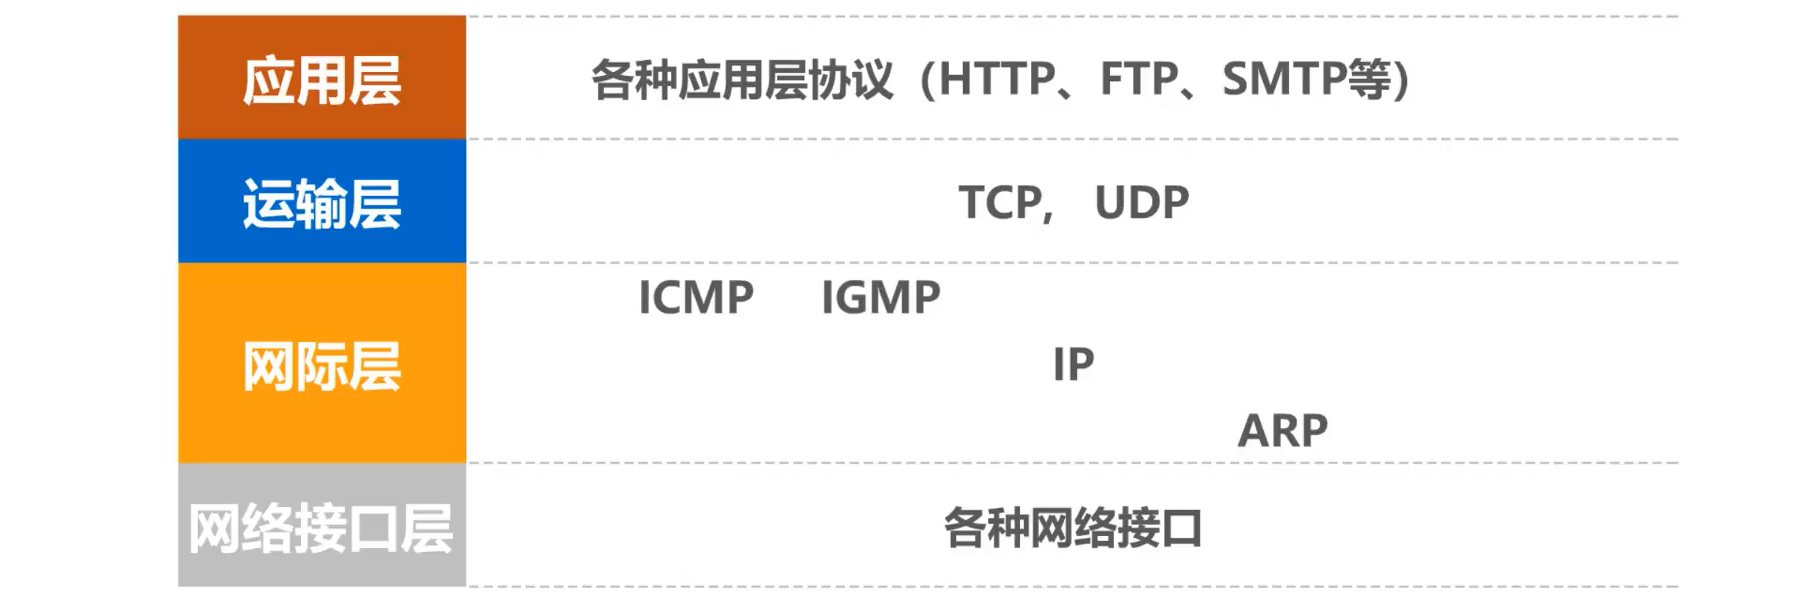 应用层
各种应用层协议（HTTP、FTP、SMTP等）
运输层
TCP, UDP
网际层
ICMP IGMP
IP
ARP
网络接口层
各种网络接口